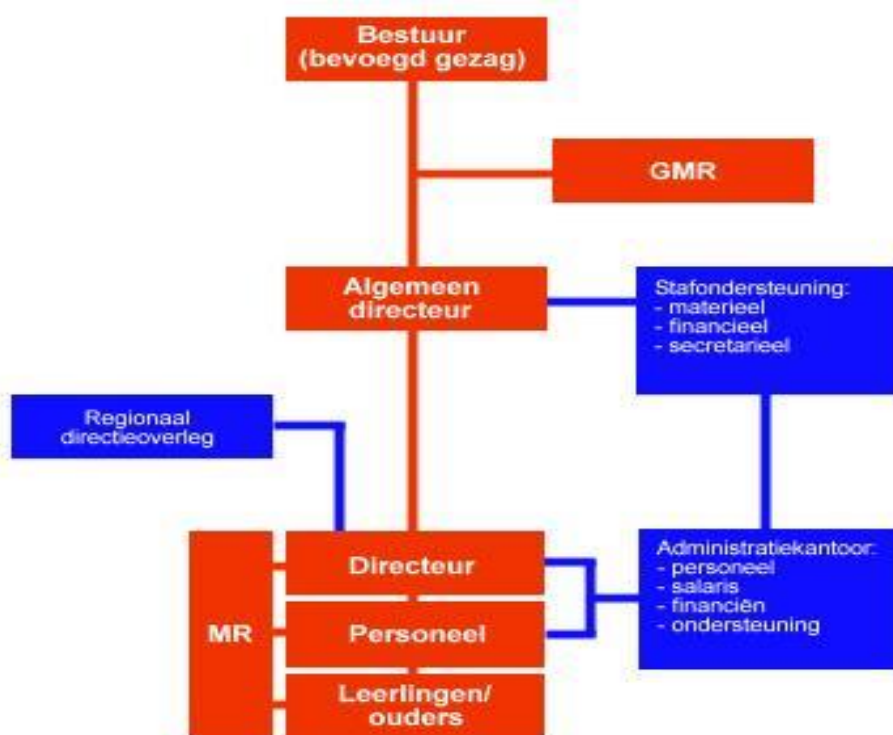 Bestuur
(bevoegd gezag)
GMR
Algemeen
directeur
Stafondersteuning:
- materieel
- financieel
- secretarieel
Regionaal
directieoverleg
MR
Directeur
Personeel
Leerlingen/
ouders
Administratiekantoor:
- personeel
- salaris
- financiën
- ondersteuning